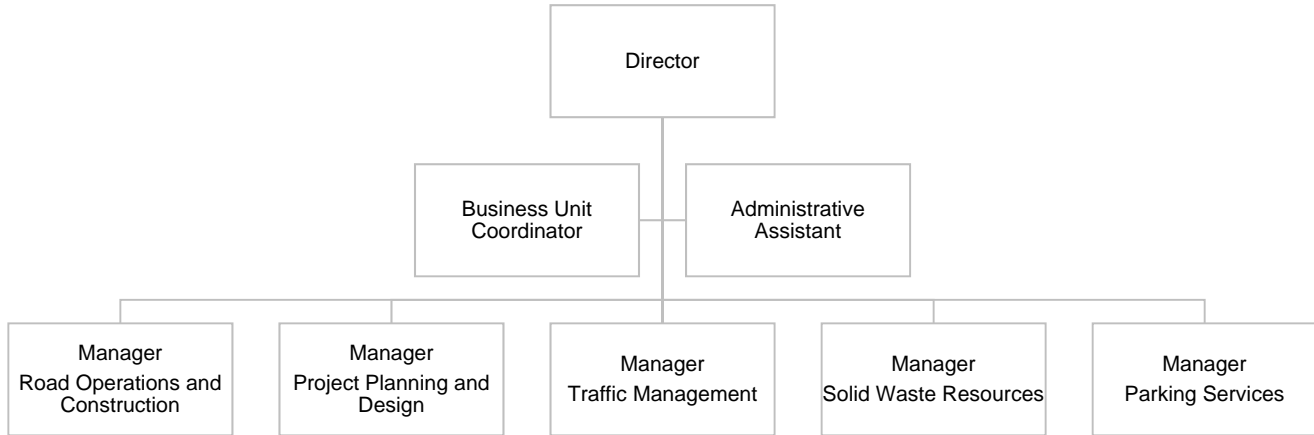 Director
Business Unit
Coordinator
Administrative
Assistant
Manager
Road Operations and
Construction
Manager
Project Planning and
Design
Manager
Traffic Management
Manager
Solid Waste Resources
Manager
Parking Services